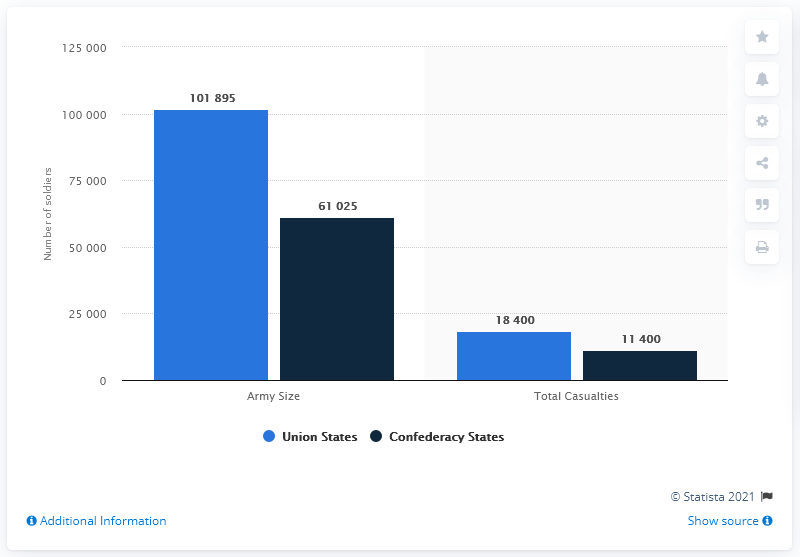 125 000
101 895
100 000
75 000
61 025
50 000
25 000
18 400
11 400
0
Number of soldiers
Army Size
Total Casualties
Union States
Confederacy States
© Statista 2021
Additional Information
Show source